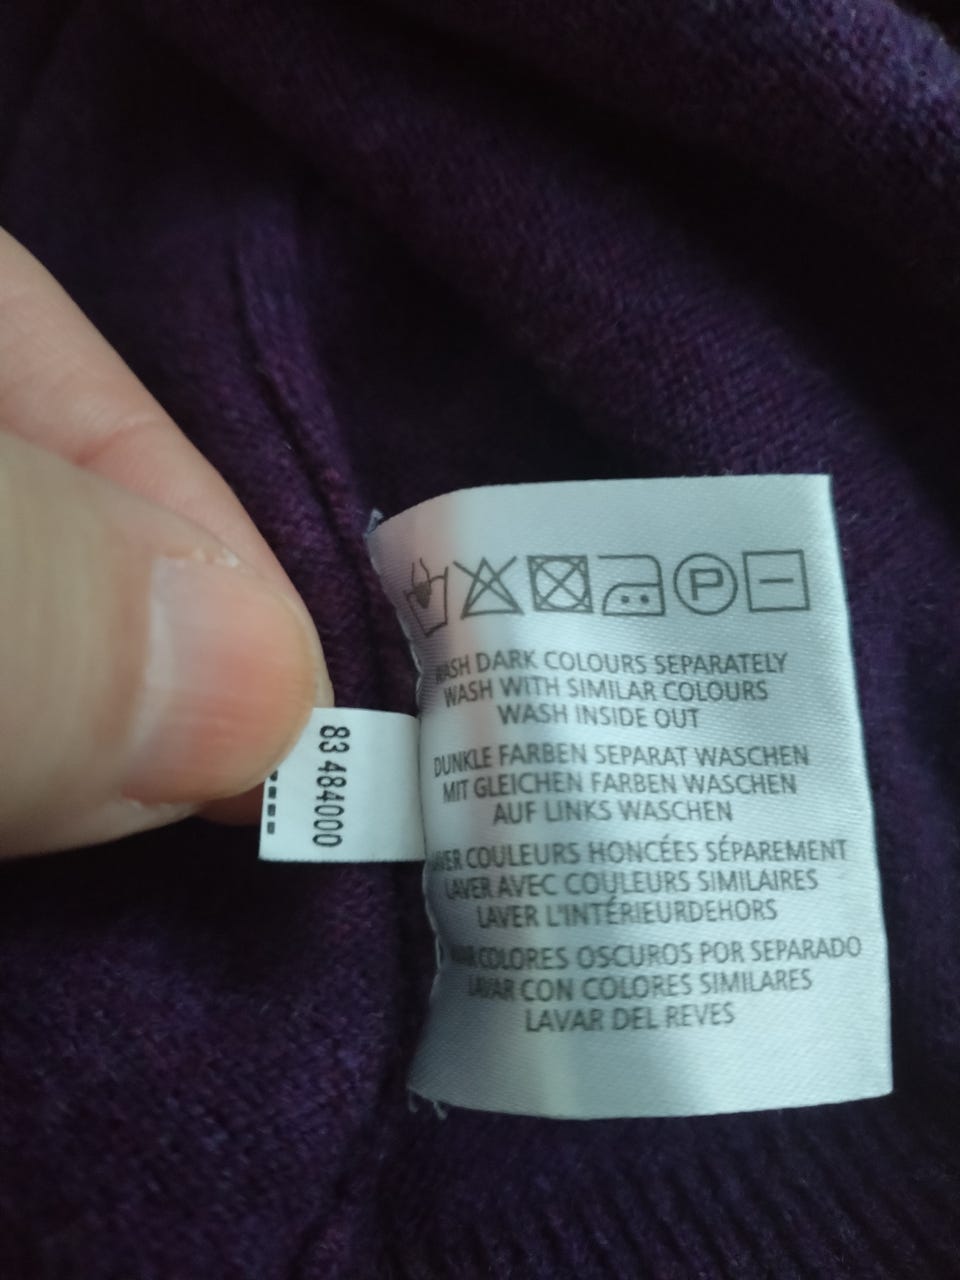 P
WASH DARK COLOURS SEPARATELY
WASH WITH SIMILAR COLOURS
WASH INSIDE OUT
DUNKLE FARBEN SEPARAT WASCHEN
MIT GLEICHEN FARBEN WASCHEN
AUF LINKS WASCHEN
LAVER COULEURS HONCÉES SÉPAREMENT
LAVER AVEC COULEURS SIMILAIRES
LAVER L'INTÉRIEURDEHORS
COLORES OSCUROS POR SEPARADO
LAVAR CON COLORES SIMILARES
LAVAR DEL REVES
83 484000